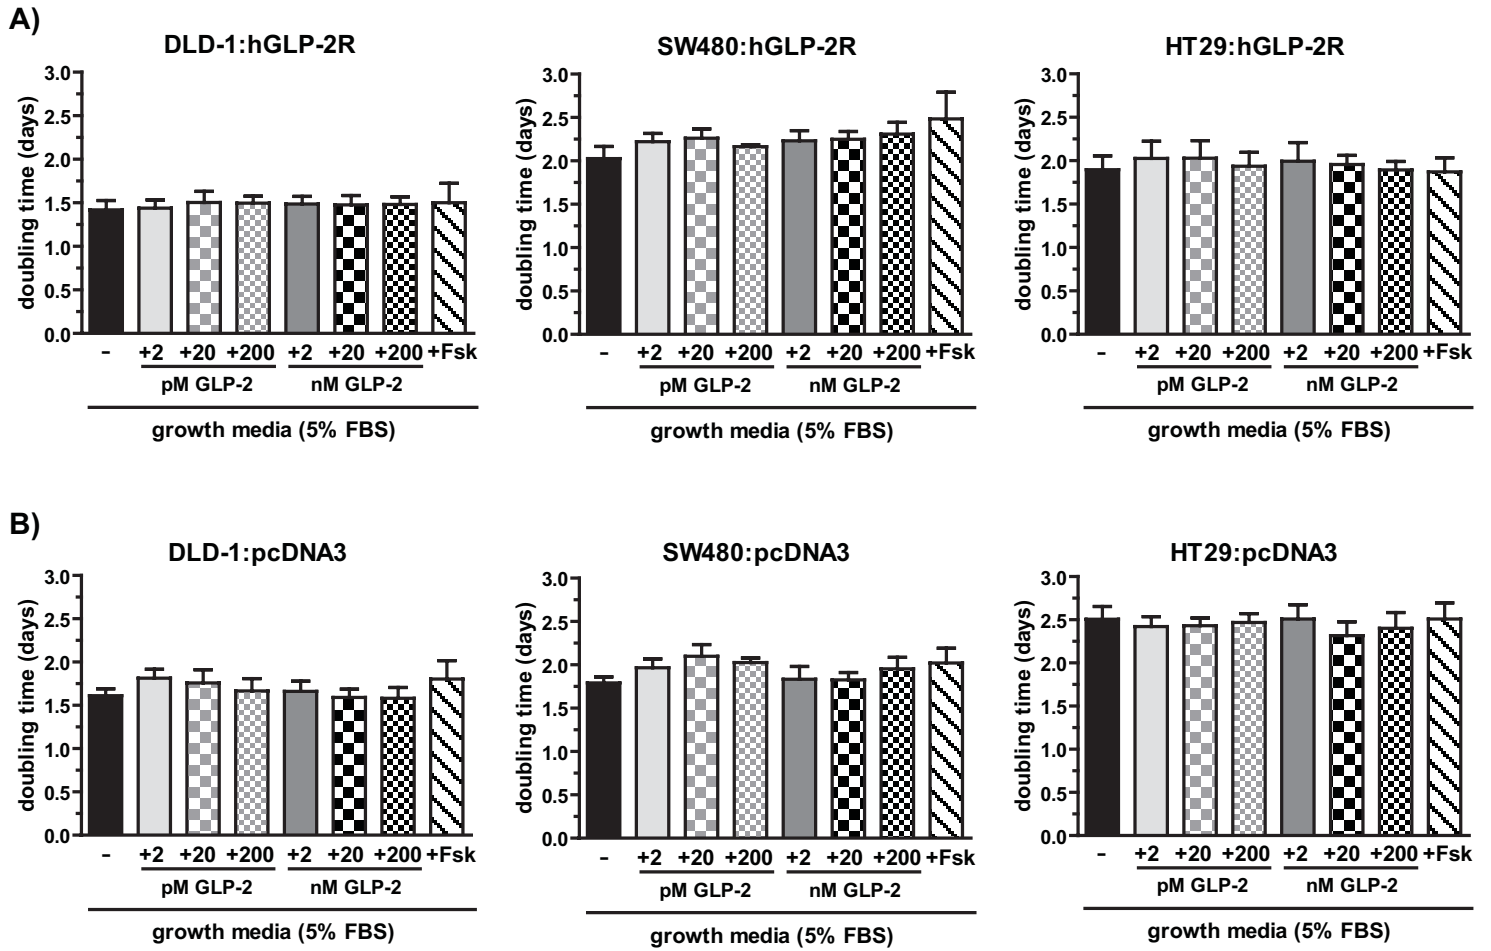 A)
DLD-1:hGLP-2R
doubling time (days)
3.0
2.5
2.0
1.5
1.0
0.5
0.0
- +2 +20 +200 +2 +20 +200 +Fsk
pM GLP-2 nM GLP-2
growth media (5% FBS)
SW480:hGLP-2R
doubling time (days)
3.0
2.5
2.0
1.5
1.0
0.5
0.0
- +2 +20 +200 +2 +20 +200 +Fsk
pM GLP-2 nM GLP-2
growth media (5% FBS)
HT29:hGLP-2R
doubling time (days)
3.0
2.5
2.0
1.5
1.0
0.5
0.0
- +2 +20 +200 +2 +20 +200 +Fsk
pM GLP-2 nM GLP-2
growth media (5% FBS)
B)
DLD-1:pcDNA3
doubling time (days)
3.0
2.5
2.0
1.5
1.0
0.5
0.0
- +2 +20 +200 +2 +20 +200 +Fsk
pM GLP-2 nM GLP-2
growth media (5% FBS)
SW480:pcDNA3
doubling time (days)
3.0
2.5
2.0
1.5
1.0
0.5
0.0
- +2 +20 +200 +2 +20 +200 +Fsk
pM GLP-2 nM GLP-2
growth media (5% FBS)
HT29:pcDNA3
doubling time (days)
3.0
2.5
2.0
1.5
1.0
0.5
0.0
- +2 +20 +200 +2 +20 +200 +Fsk
pM GLP-2 nM GLP-2
growth media (5% FBS)